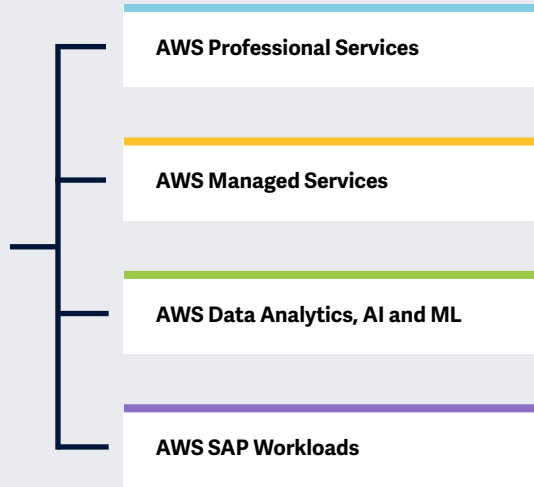 AWS Professional Services
AWS Managed Services
AWS Data Analytics, AI and ML
AWS SAP Workloads